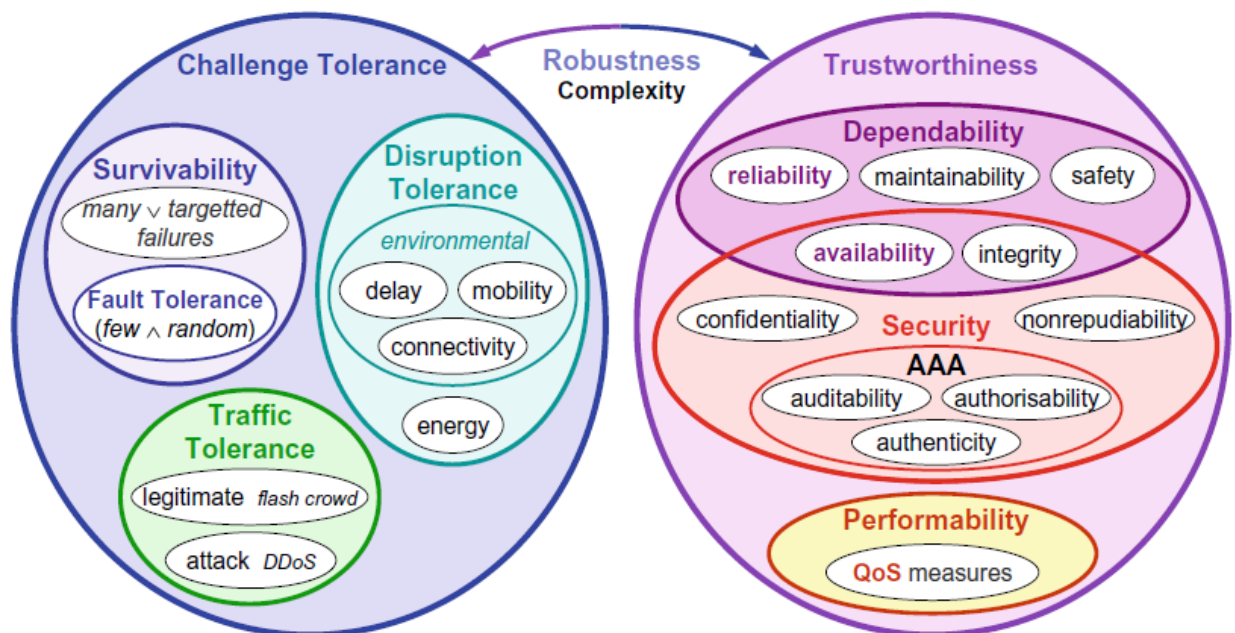 Challenge Tolerance
Survivability
many ∨ targetted
failures
Fault Tolerance
(few ∧ random)
Disruption
Tolerance
environmental
delay
mobility
connectivity
energy
Traffic
Tolerance
legitimate flash crowd
attack DDoS
Robustness
Complexity
Trustworthiness
Dependability
reliability
maintainability
safety
availability
integrity
confidentiality
Security
nonrepudiability
AAA
auditability
authorisability
authenticity
Performability
QoS measures